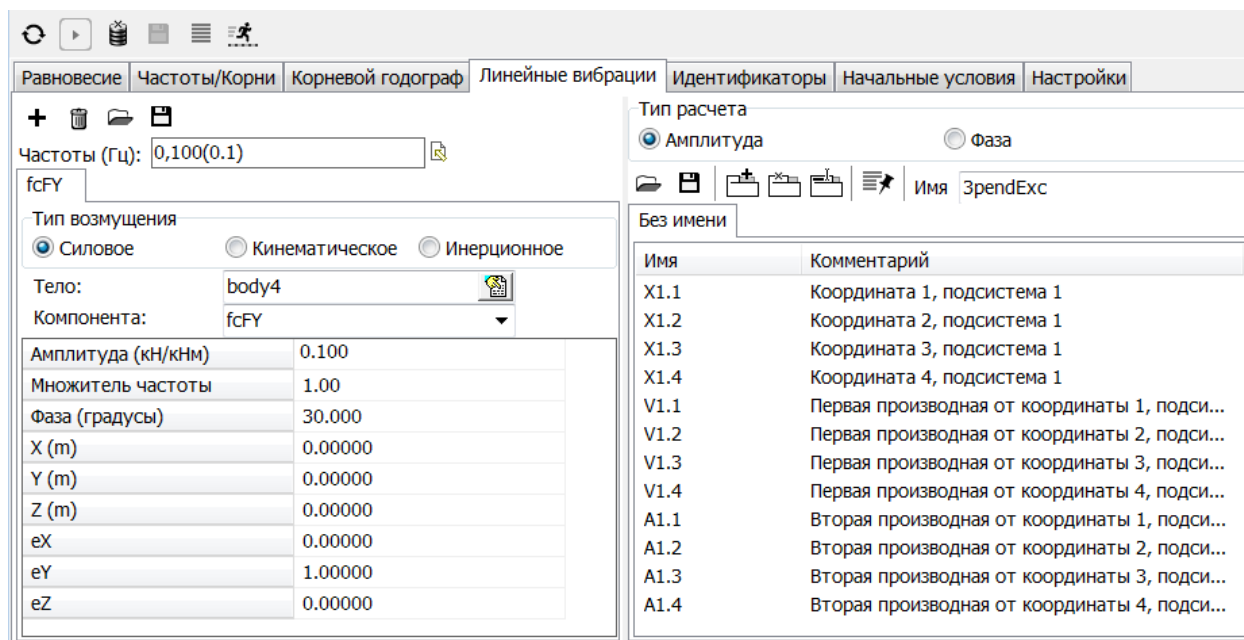 Равновесие Частоты/Корни Корневой годограф Линейные вибрации Идентификаторы Начальные условия Настройки
Частоты (Гц): 0,100(0.1)
fcFY
Тип возмущения
Силовое Кинематическое Инерционное
Тело: body4
Компонента: fcFY
Амплитуда (кН/кНм) 0.100
Множитель частоты 1.00
Фаза (градусы) 30.000
X (m) 0.00000
Y (m) 0.00000
Z (m) 0.00000
eX 0.00000
eY 1.00000
eZ 0.00000
Тип расчета
Амплитуда Фаза
Имя 3pendExc
Без имени
Имя Комментарий
X1.1 Координата 1, подсистема 1
X1.2 Координата 2, подсистема 1
X1.3 Координата 3, подсистема 1
X1.4 Координата 4, подсистема 1
V1.1 Первая производная от координаты 1, подси...
V1.2 Первая производная от координаты 2, подси...
V1.3 Первая производная от координаты 3, подси...
V1.4 Первая производная от координаты 4, подси...
A1.1 Вторая производная от координаты 1, подси...
A1.2 Вторая производная от координаты 2, подси...
A1.3 Вторая производная от координаты 3, подси...
A1.4 Вторая производная от координаты 4, подси...